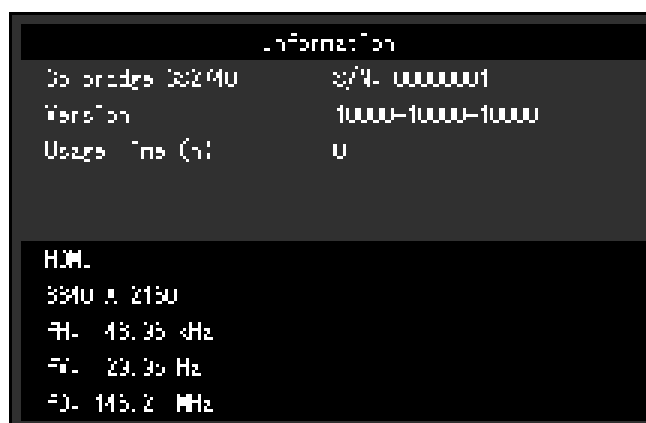 Information
ColorEdge CS2740 S/N: 00000001
Version 10000-10000-10000
Usage Time (h) 0
HDMI
3840 x 2160
fH: kHz
fV: Hz
fD: MHz